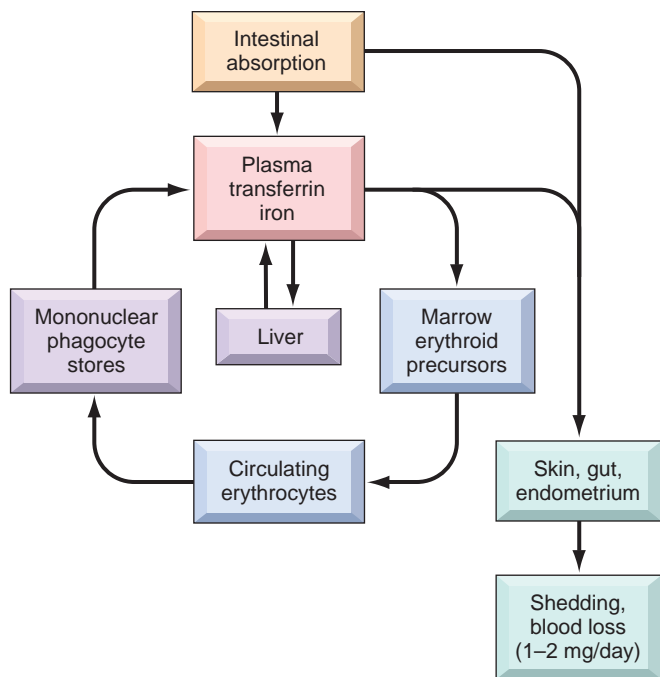 Intestinal
absorption
Plasma
transferrin
iron
Mononuclear
phagocyte
stores
Liver
Marrow
erythroid
precursors
Circulating
erythrocytes
Skin, gut,
endometrium
Shedding,
blood loss
(1–2 mg/day)